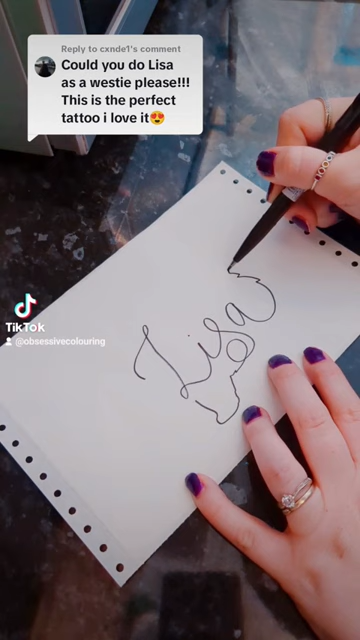 Reply to cxnde1's comment
Could you do Lisa
as a westie please!!!
This is the perfect
tattoo i love it😍
Lisa
TikTok
@obsessivecolouring